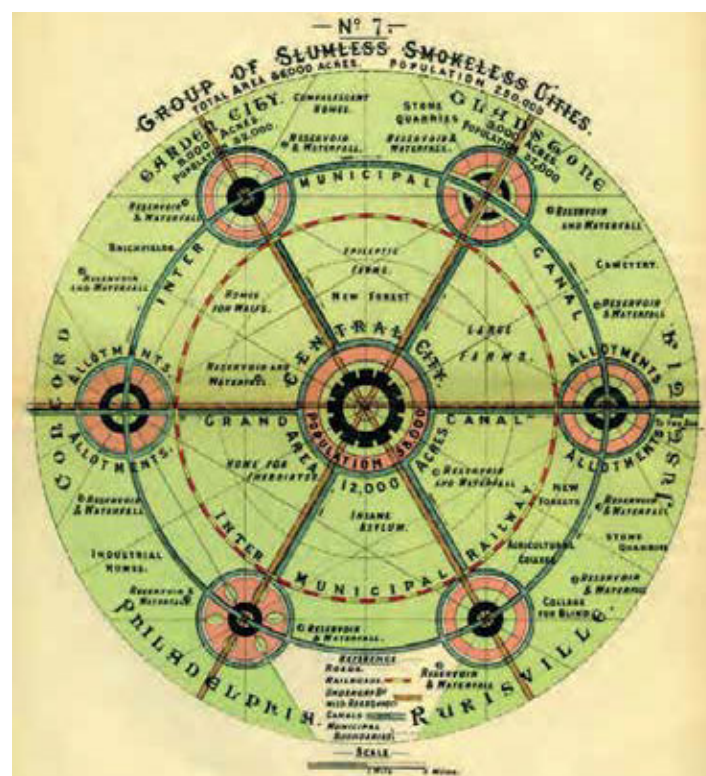 Nº 7.
GROUP OF SLUMLESS SMOKELESS CITIES.
TOTAL AREA 66,000 ACRES. POPULATION 250,000
GARDEN CITY.
9,000 ACRES.
POPULATION 32,000
CONVALESCENT
HOMES.
STONE
QUARRIES
GLADSTONE
9,000 ACRES.
POPULATION
32,000
RESERVOIR
& WATERFALL
RESERVOIR &
WATERFALL.
INTER MUNICIPAL CANAL
RESERVOIR
& WATERFALL
RESERVOIR
AND WATERFALL
BRICKFIELDS.
RESERVOIR
AND WATERFALL
EPILEPTIC
FARMS.
CEMETERY.
HOMES
FOR WAIFS.
NEW FOREST
RESERVOIR
& WATERFALL
LARGE
FARMS.
CENTRAL CITY.
CONCORD
ALLOTMENTS
RESERVOIR AND
WATERFALL
ALLOTMENTS
JUSTITIA
GRAND CANAL
POPULATION 58,000
AREA 12,000 ACRES
ALLOTMENTS.
ALLOTMENTS
HOME FOR
INEBRIATES.
RESERVOIR
AND WATERFALL
NEW
FORESTS
RESERVOIR
& WATERFALL
RESERVOIR
& WATERFALL
INSANE
ASYLUM.
STONE
QUARRIES
AGRICULTURAL
COLLEGE
INTER MUNICIPAL RAILWAY
INDUSTRIAL
HOMES.
RESERVOIR
& WATERFALL
RESERVOIR &
WATERFALL
COLLEGE
FOR BLIND
PHILADELPHIA.
RURISVILLE.
RESERVOIR
& WATERFALL.
RESERVOIR
& WATERFALL
REFERENCE
ROADS.
RAILROADS.
CANALS
MUNICIPAL
BOUNDARIES
SCALE
1 MILE